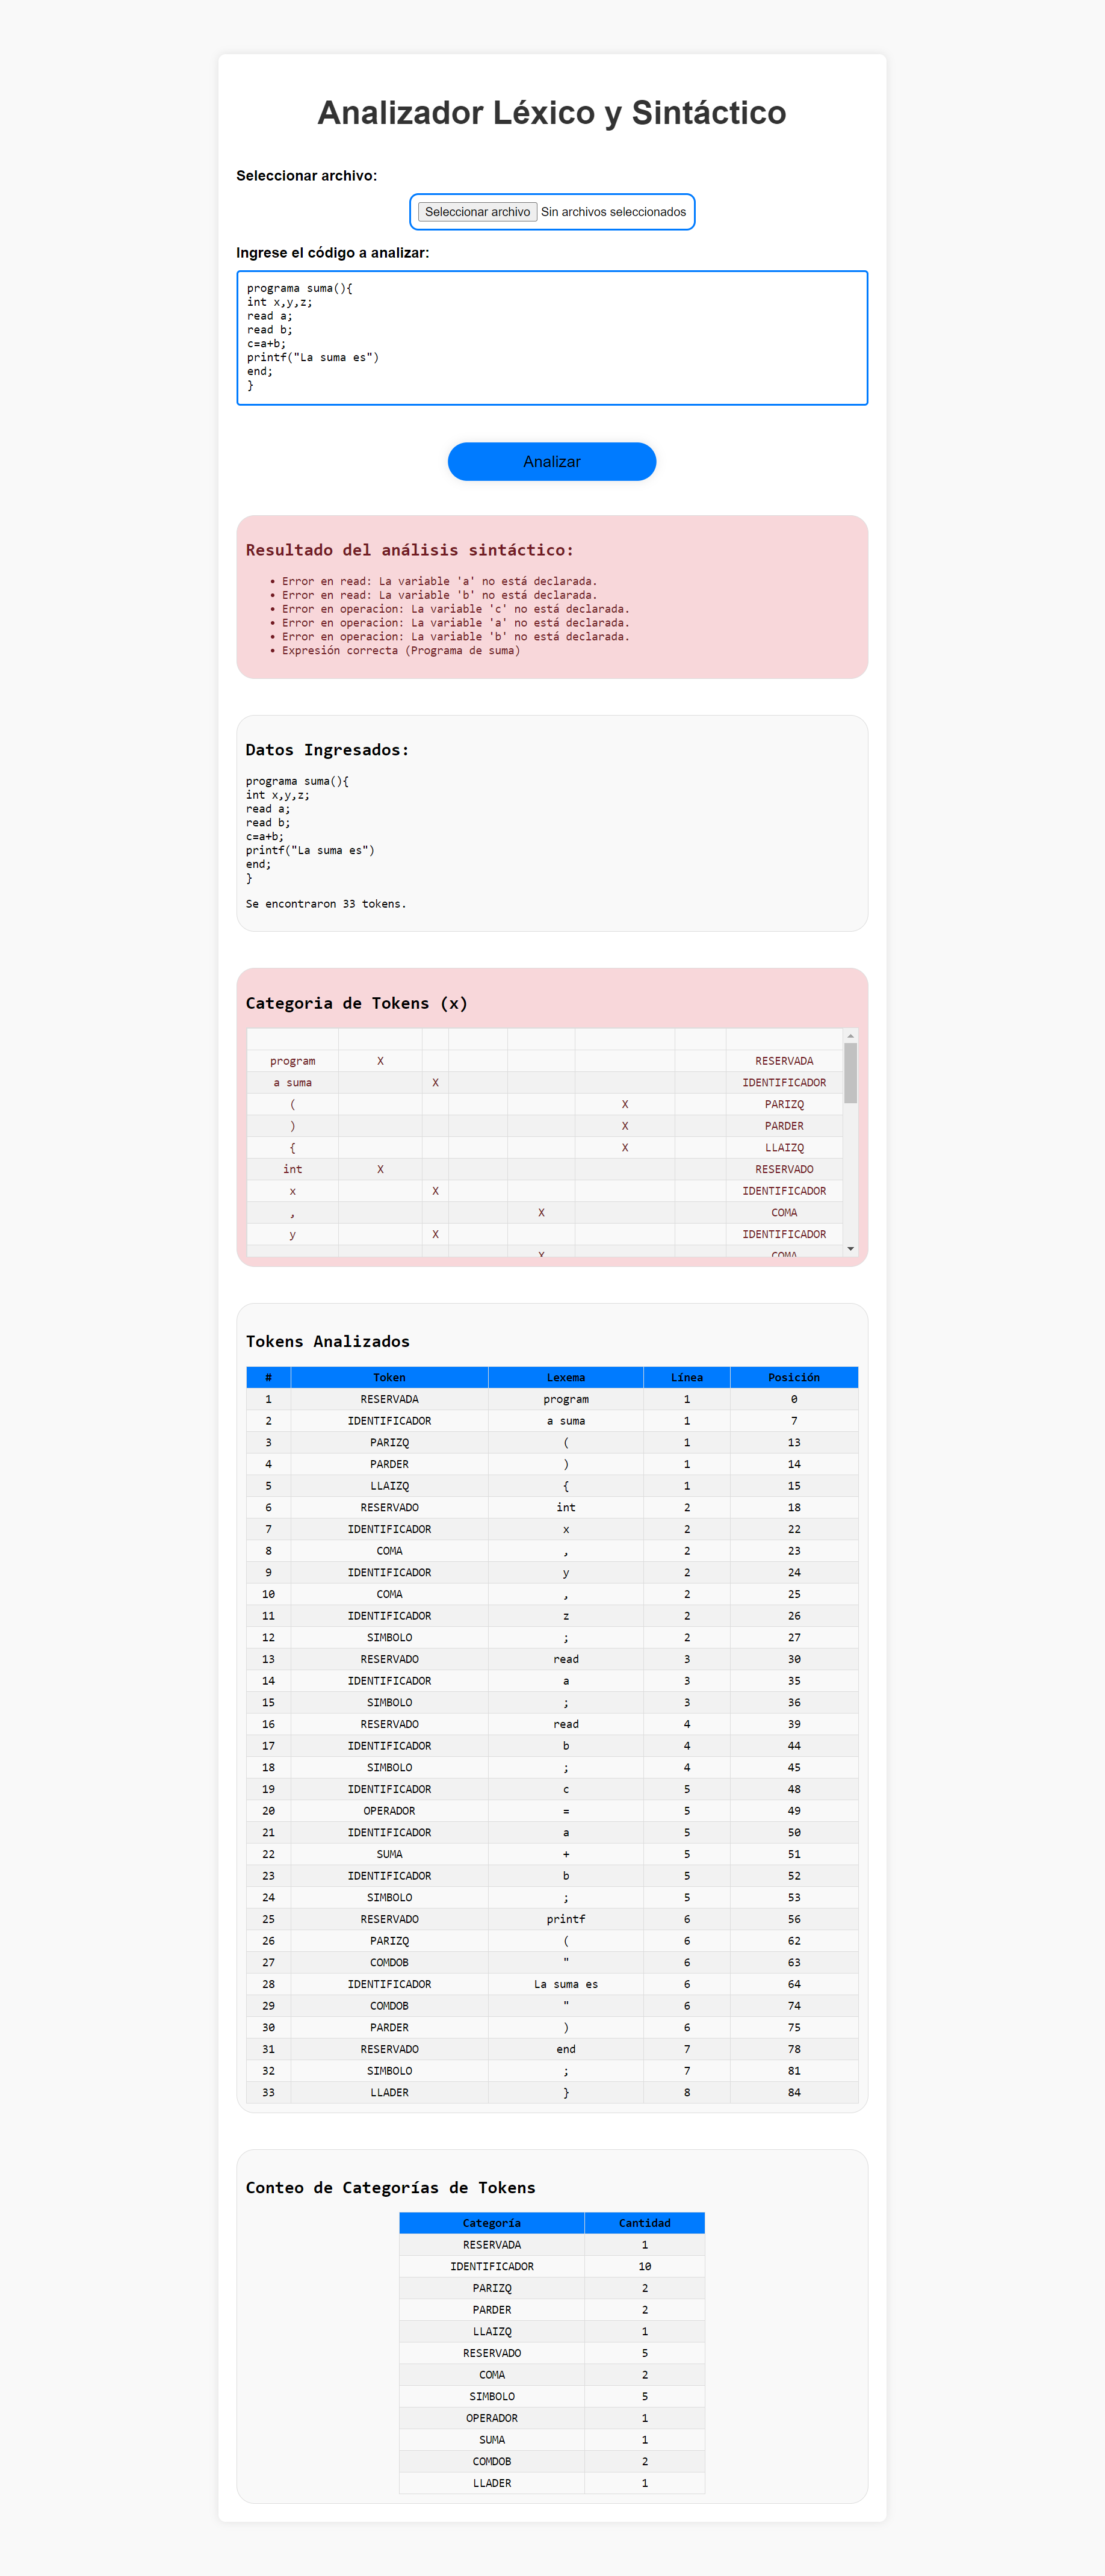 Analizador Léxico y Sintáctico
Seleccionar archivo:
Seleccionar archivo Sin archivos seleccionados
Ingrese el código a analizar:
programa suma(){
int x,y,z;
read a;
read b;
c=a+b;
printf("La suma es")
end;
}
Analizar
Resultado del análisis sintáctico:
• Error en read: La variable 'a' no está declarada.
• Error en read: La variable 'b' no está declarada.
• Error en operacion: La variable 'c' no está declarada.
• Error en operacion: La variable 'a' no está declarada.
• Error en operacion: La variable 'b' no está declarada.
• Expresión correcta (Programa de suma)
Datos Ingresados:
programa suma(){
int x,y,z;
read a;
read b;
c=a+b;
printf("La suma es")
end;
}
Se encontraron 33 tokens.
Categoria de Tokens (x)
program X RESERVADA
a suma X IDENTIFICADOR
( X PARIZQ
) X PARDER
{ X LLAIZQ
int X RESERVADO
x X IDENTIFICADOR
, X COMA
y X IDENTIFICADOR
X COMA
Tokens Analizados
# Token Lexema Línea Posición
1 RESERVADA program 1 0
2 IDENTIFICADOR a suma 1 7
3 PARIZQ ( 1 13
4 PARDER ) 1 14
5 LLAIZQ { 1 15
6 RESERVADO int 2 18
7 IDENTIFICADOR x 2 22
8 COMA , 2 23
9 IDENTIFICADOR y 2 24
10 COMA , 2 25
11 IDENTIFICADOR z 2 26
12 SIMBOLO ; 2 27
13 RESERVADO read 3 30
14 IDENTIFICADOR a 3 35
15 SIMBOLO ; 3 36
16 RESERVADO read 4 39
17 IDENTIFICADOR b 4 44
18 SIMBOLO ; 4 45
19 IDENTIFICADOR c 5 48
20 OPERADOR = 5 49
21 IDENTIFICADOR a 5 50
22 SUMA + 5 51
23 IDENTIFICADOR b 5 52
24 SIMBOLO ; 5 53
25 RESERVADO printf 6 56
26 PARIZQ ( 6 62
27 COMDOB " 6 63
28 IDENTIFICADOR La suma es 6 64
29 COMDOB " 6 74
30 PARDER ) 6 75
31 RESERVADO end 7 78
32 SIMBOLO ; 7 81
33 LLADER } 8 84
Conteo de Categorías de Tokens
Categoría Cantidad
RESERVADA 1
IDENTIFICADOR 10
PARIZQ 2
PARDER 2
LLAIZQ 1
RESERVADO 5
COMA 2
SIMBOLO 5
OPERADOR 1
SUMA 1
COMDOB 2
LLADER 1